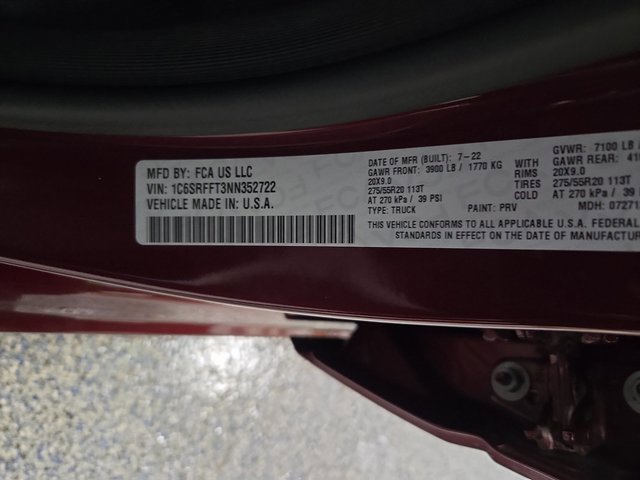 MFD BY: FCA US LLC
VIN: 1C6SRFFT3NN352722
VEHICLE MADE IN: U.S.A.
DATE OF MFR (BUILT): 7-22 GVWR: 7100 LB /
GAWR FRONT: 3900 LB / 1770 KG WITH GAWR REAR: 410
20X9.0 RIMS 20X9.0
275/55R20 113T TIRES 275/55R20 113T
AT 270 kPa / 39 PSI COLD AT 270 kPa / 39
TYPE: TRUCK PAINT: PRV MDH: 07271
THIS VEHICLE CONFORMS TO ALL APPLICABLE U.S.A. FEDERAL
STANDARDS IN EFFECT ON THE DATE OF MANUFACTUR